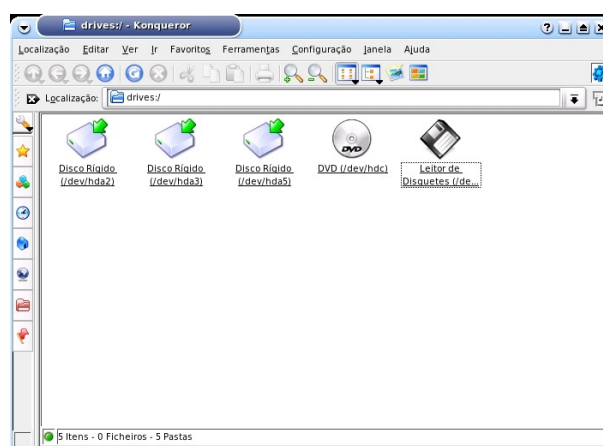 drives:/ - Konqueror
Localização Editar Ver Ir Favoritos Ferramentas Configuração Janela Ajuda
Localização: drives:/
Disco Rígido (/dev/hda2)
Disco Rígido (/dev/hda3)
Disco Rígido (/dev/hda5)
DVD (/dev/hdc)
Leitor de Disquetes (/de...
DVD
5 Itens - 0 Ficheiros - 5 Pastas